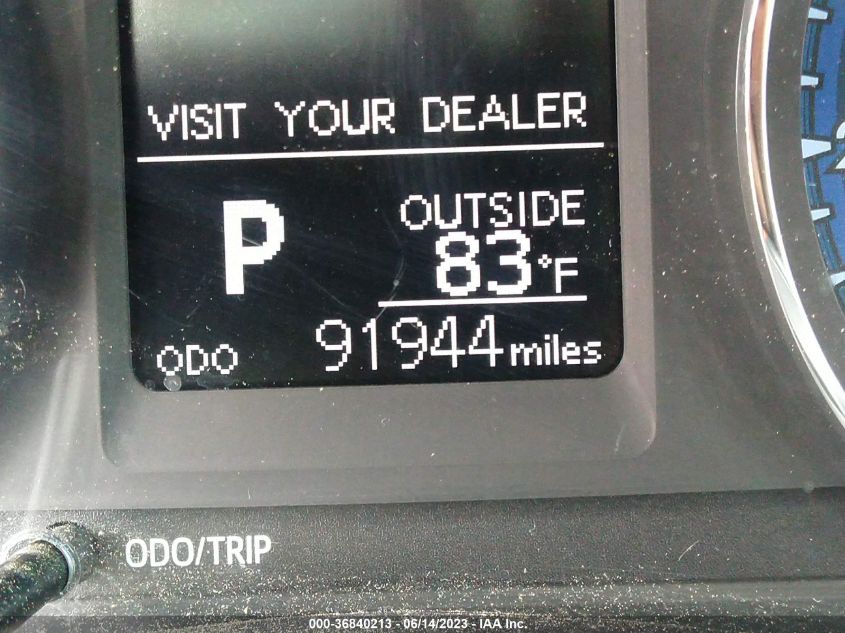 VISIT YOUR DEALER
P
OUTSIDE
83°F
ODO 91944 miles
ODO/TRIP
000-36840213 - 06/14/2023 - IAA Inc.